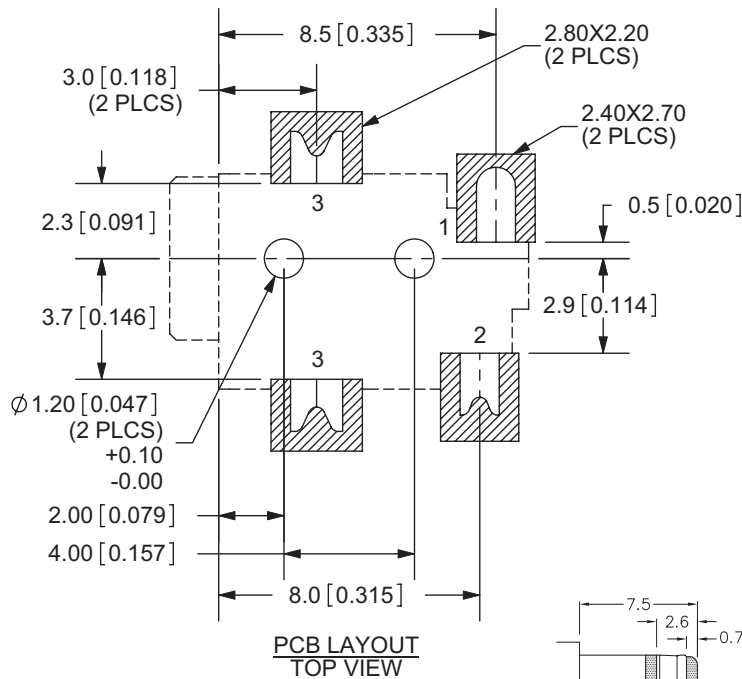 8.5 [0.335]
2.80X2.20
(2 PLCS)
3.0 [0.118]
(2 PLCS)
2.40X2.70
(2 PLCS)
3
2.3 [0.091]
1
0.5 [0.020]
3.7 [0.146]
2.9 [0.114]
2
3
Ø1.20 [0.047]
(2 PLCS)
+0.10
-0.00
2.00 [0.079]
4.00 [0.157]
8.0 [0.315]
7.5
2.6
0.7
PCB LAYOUT
TOP VIEW